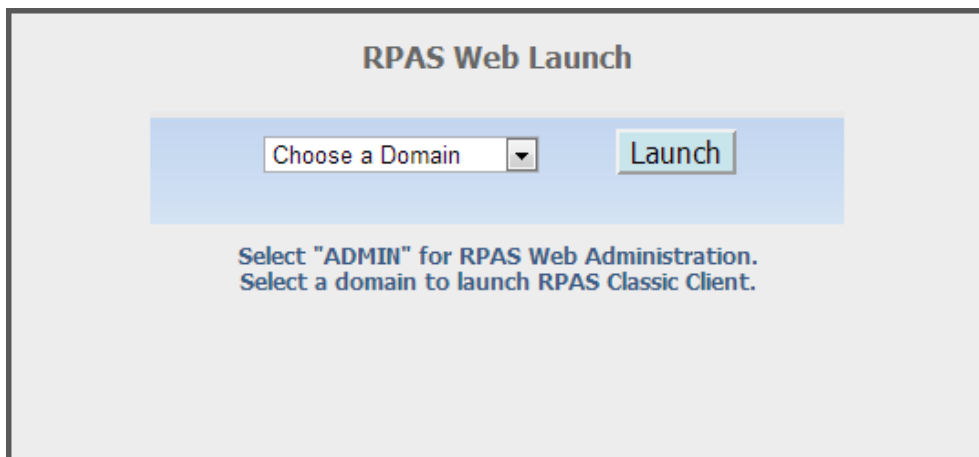 RPAS Web Launch
Choose a Domain Launch
Select "ADMIN" for RPAS Web Administration.
Select a domain to launch RPAS Classic Client.